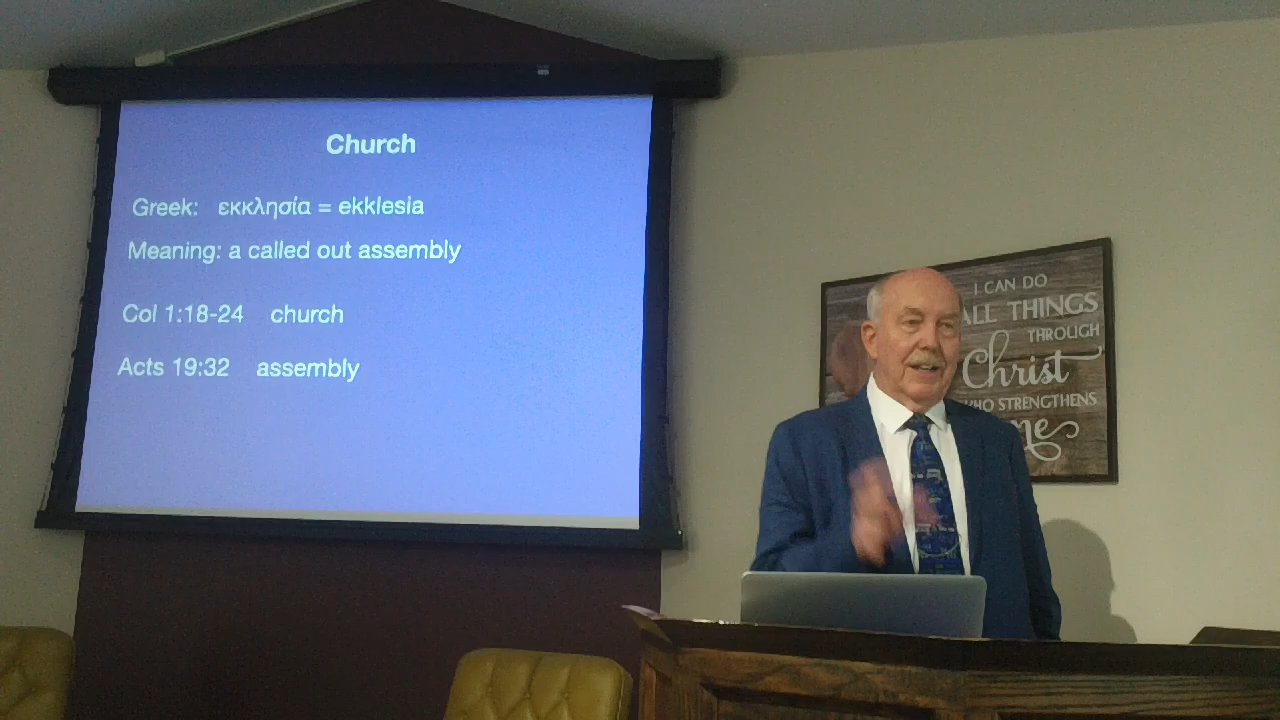 Church
Greek: εκκλησία = ekklesia
Meaning: a called out assembly
Col 1:18-24 church
Acts 19:32 assembly
I CAN DO
ALL THINGS
THROUGH
Christ
WHO STRENGTHENS
me